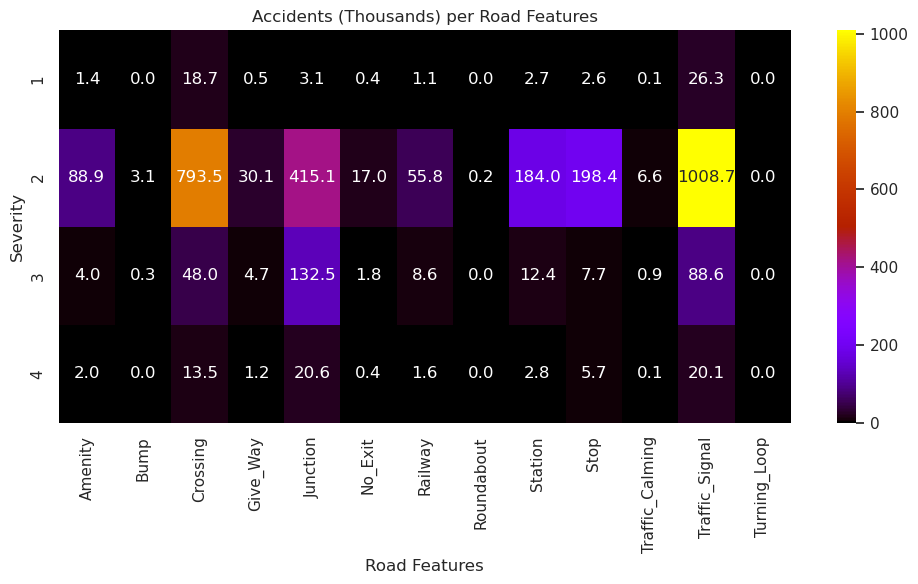 Accidents (Thousands) per Road Features
Severity
1
1.4 0.0 18.7 0.5 3.1 0.4 1.1 0.0 2.7 2.6 0.1 26.3 0.0
2
88.9 3.1 793.5 30.1 415.1 17.0 55.8 0.2 184.0 198.4 6.6 1008.7 0.0
3
4.0 0.3 48.0 4.7 132.5 1.8 8.6 0.0 12.4 7.7 0.9 88.6 0.0
4
2.0 0.0 13.5 1.2 20.6 0.4 1.6 0.0 2.8 5.7 0.1 20.1 0.0
Amenity
Bump
Crossing
Give_Way
Junction
No_Exit
Railway
Roundabout
Station
Stop
Traffic_Calming
Traffic_Signal
Turning_Loop
Road Features
1000
800
600
400
200
0